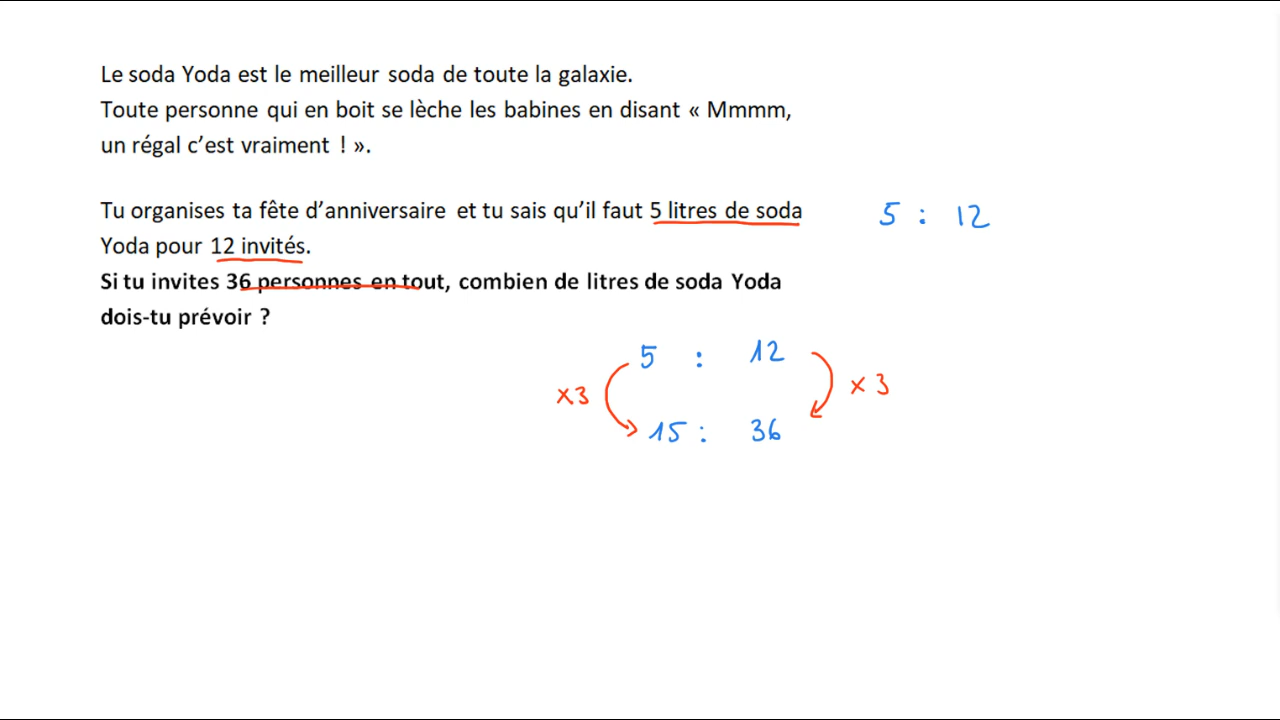 Le soda Yoda est le meilleur soda de toute la galaxie.
Toute personne qui en boit se lèche les babines en disant « Mmmm,
un régal c'est vraiment ! ».
Tu organises ta fête d'anniversaire et tu sais qu'il faut 5 litres de soda
5 : 12
Yoda pour 12 invités.
Si tu invites 36 personnes en tout, combien de litres de soda Yoda
dois-tu prévoir ?
5 : 12
x3 x 3
15 : 36